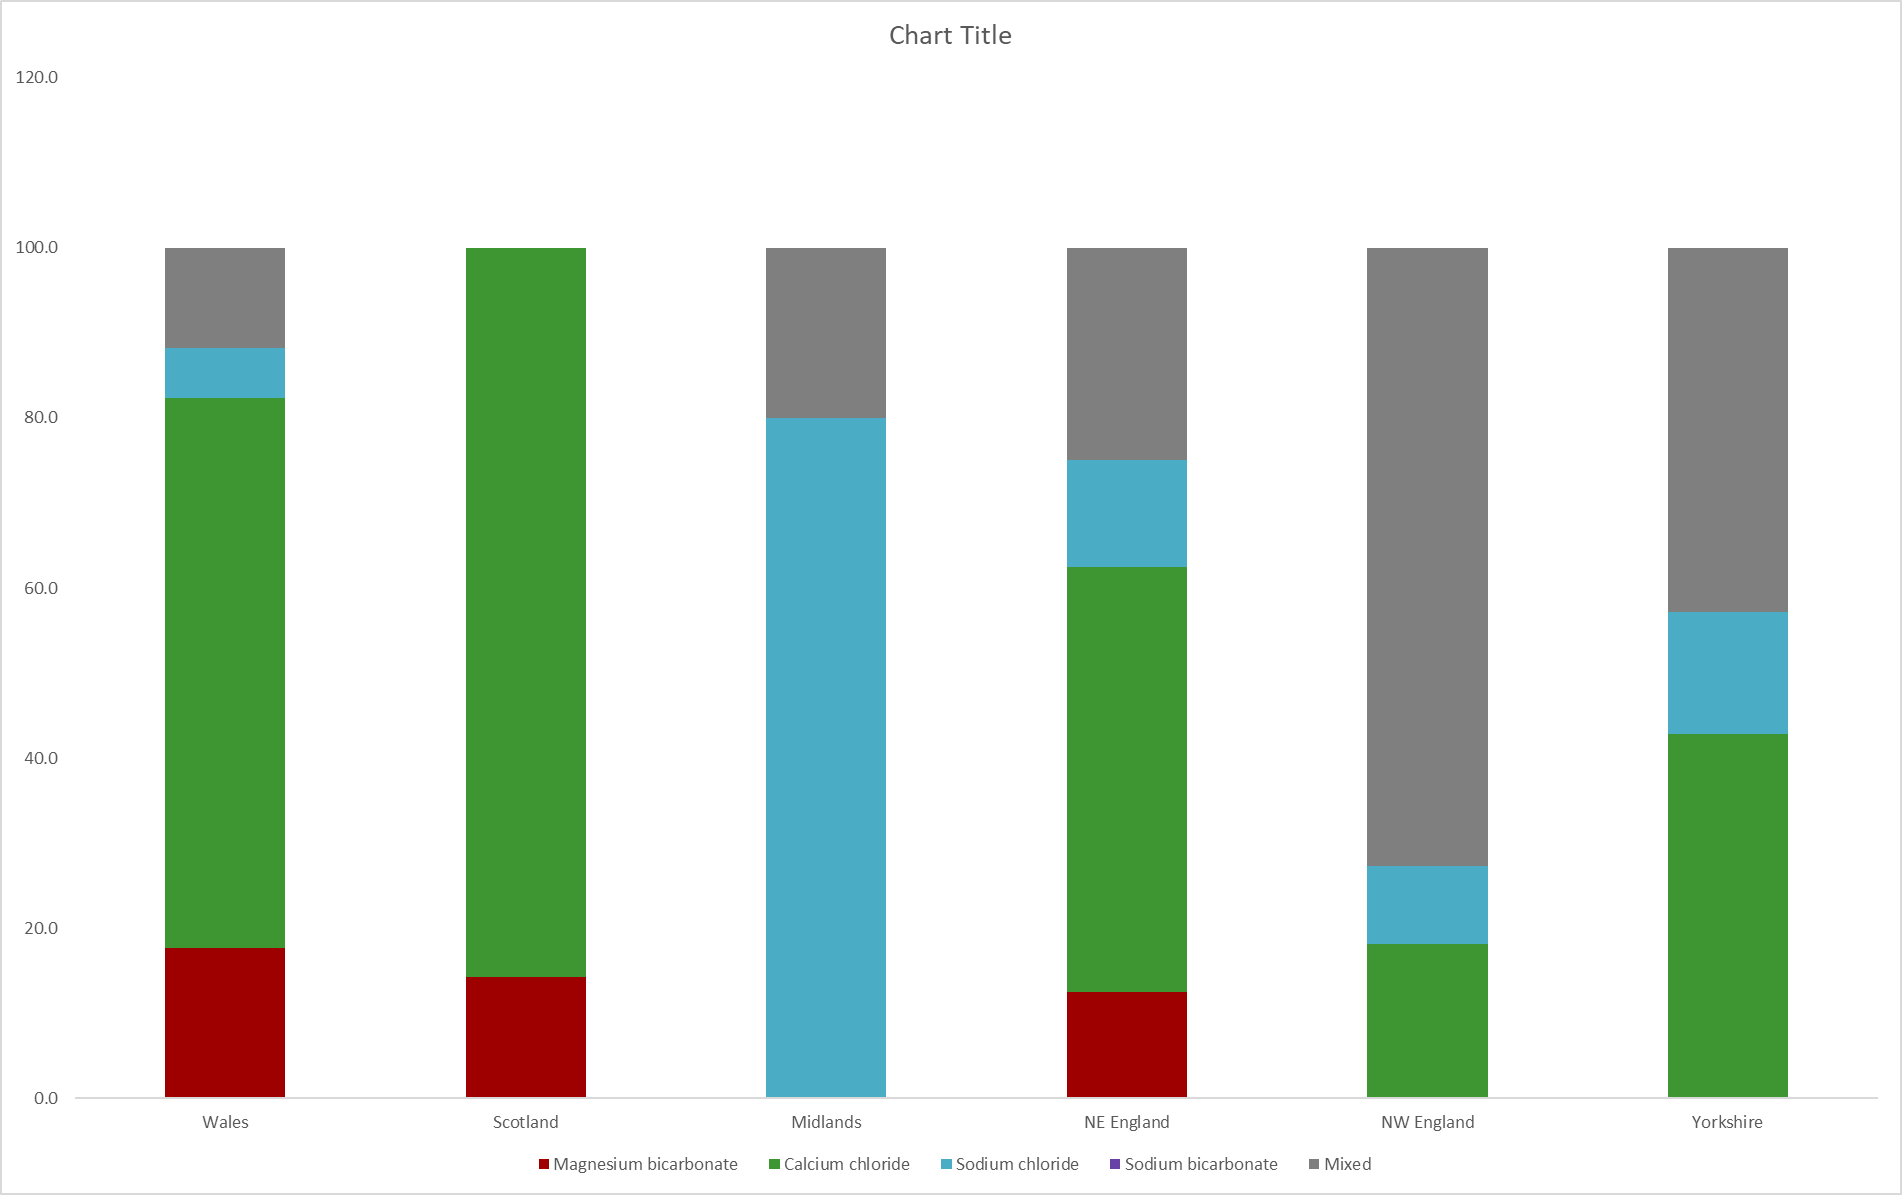 Chart Title
120.0
100.0
80.0
60.0
40.0
20.0
0.0
Wales Scotland Midlands NE England NW England Yorkshire
Magnesium bicarbonate Calcium chloride Sodium chloride Sodium bicarbonate Mixed